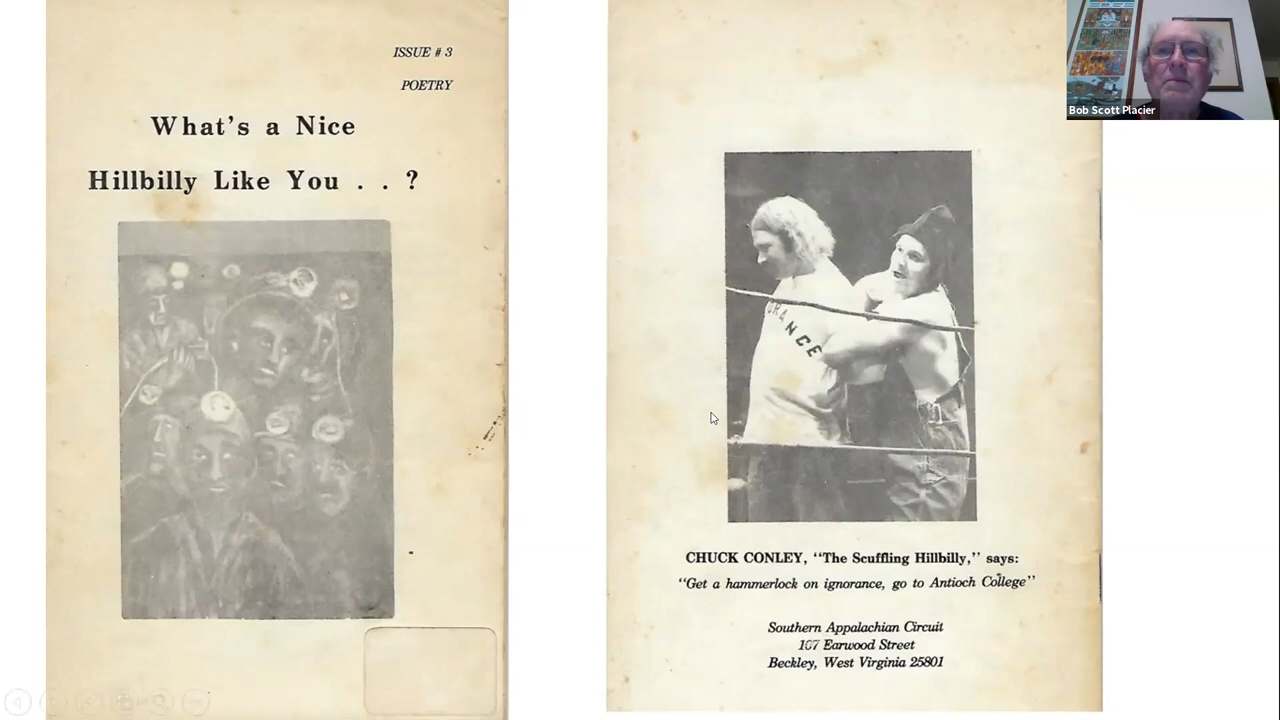 ISSUE # 3
POETRY
What's a Nice
Hillbilly Like You . . ?
RANCE
CHUCK CONLEY, "The Scuffling Hillbilly," says:
"Get a hammerlock on ignorance, go to Antioch College"
Southern Appalachian Circuit
107 Earwood Street
Beckley, West Virginia 25801
Bob Scott Placier